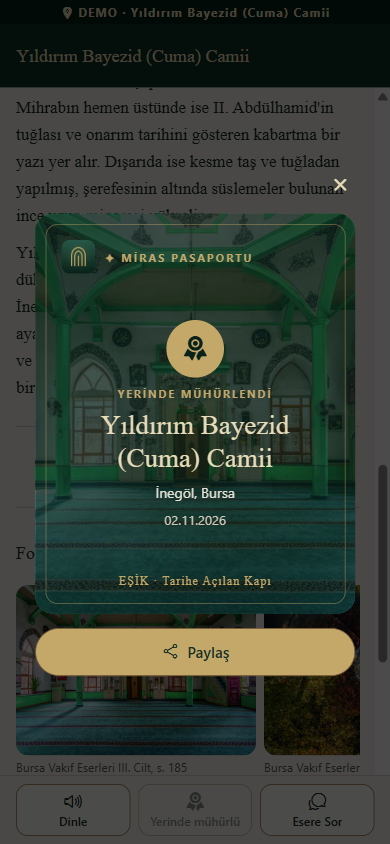 DEMO · Yıldırım Bayezid (Cuma) Camii
Yıldırım Bayezid (Cuma) Camii
Mihrabın hemen üstünde ise II. Abdülhamid'in
tuğlası ve onarım tarihini gösteren kabartma bir
yazı yer alır. Dışarıda ise kesme taş ve tuğladan
yapılmış, şerefesinin altında süslemeler bulunan
MİRAS PASAPORTU
YERİNDE MÜHÜRLENDİ
Yıldırım Bayezid
(Cuma) Camii
İnegöl, Bursa
02.11.2026
EŞİK · Tarihe Açılan Kapı
Paylaş
Bursa Vakıf Eserleri III. Cilt, s. 185
Bursa Vakıf Eserler
Dinle
Yerinde mühürlü
Esere Sor